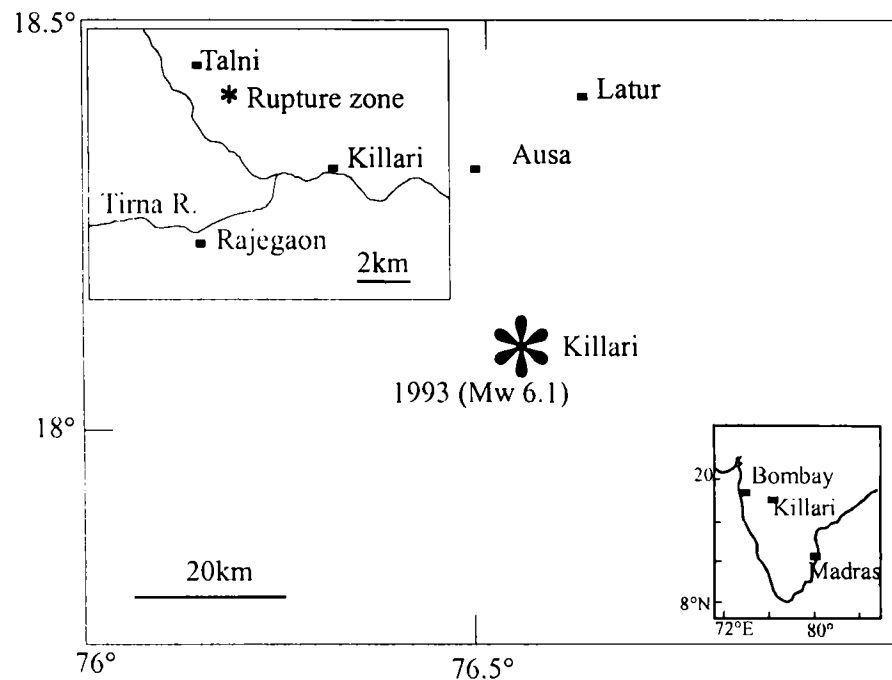 18.5°
Talni
Rupture zone
Killari
Tirna R.
Rajegaon
2km
Latur
Ausa
Killari
1993 (Mw 6.1)
18°
20km
20
Bombay
Killari
Madras
8°N
72°E 80°
76° 76.5°